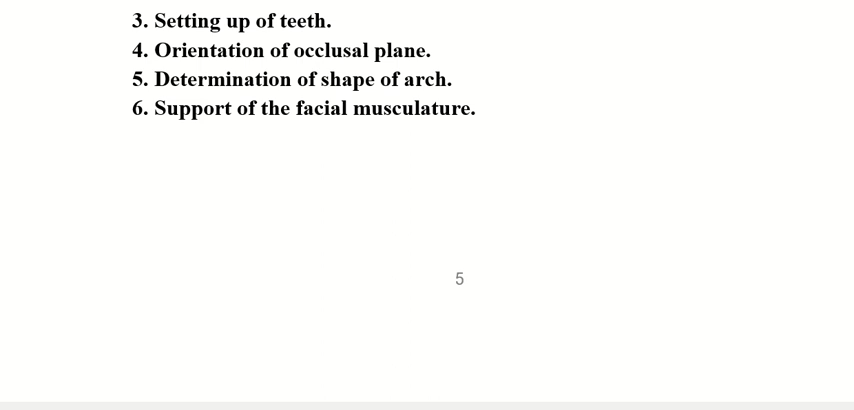 3. Setting up of teeth.
4. Orientation of occlusal plane.
5. Determination of shape of arch.
6. Support of the facial musculature.
5